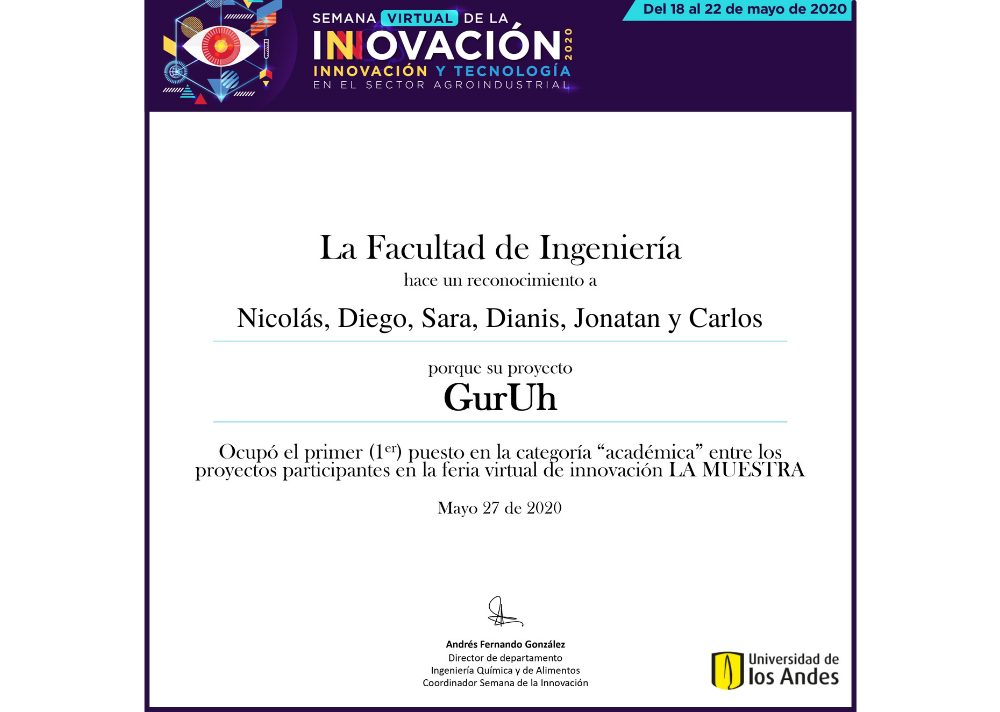 Del 18 al 22 de mayo de 2020
SEMANA VIRTUAL DE LA
INNOVACIÓN 2020
INNOVACIÓN Y TECNOLOGÍA
EN EL SECTOR AGROINDUSTRIAL
La Facultad de Ingeniería
hace un reconocimiento a
Nicolás, Diego, Sara, Dianis, Jonatan y Carlos
porque su proyecto
GurUh
Ocupó el primer (1er) puesto en la categoría “académica” entre los
proyectos participantes en la feria virtual de innovación LA MUESTRA
Mayo 27 de 2020
Andrés Fernando González
Director de departamento
Ingeniería Química y de Alimentos
Coordinador Semana de la Innovación
Universidad de
los Andes